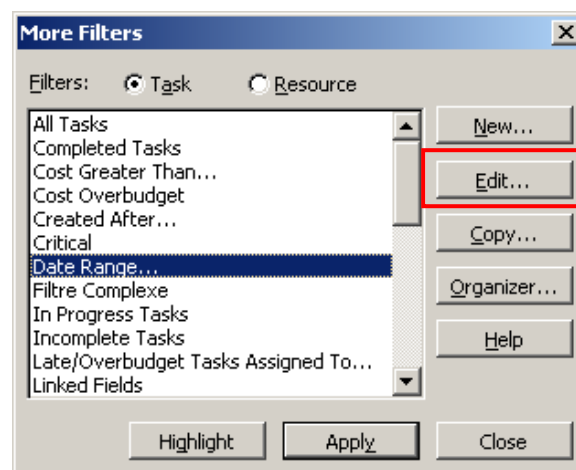 More Filters
Filters: Task Resource
All Tasks
Completed Tasks
Cost Greater Than...
Cost Overbudget
Created After...
Critical
Date Range...
Filtre Complexe
In Progress Tasks
Incomplete Tasks
Late/Overbudget Tasks Assigned To...
Linked Fields
New...
Edit...
Copy...
Organizer...
Help
Highlight Apply Close